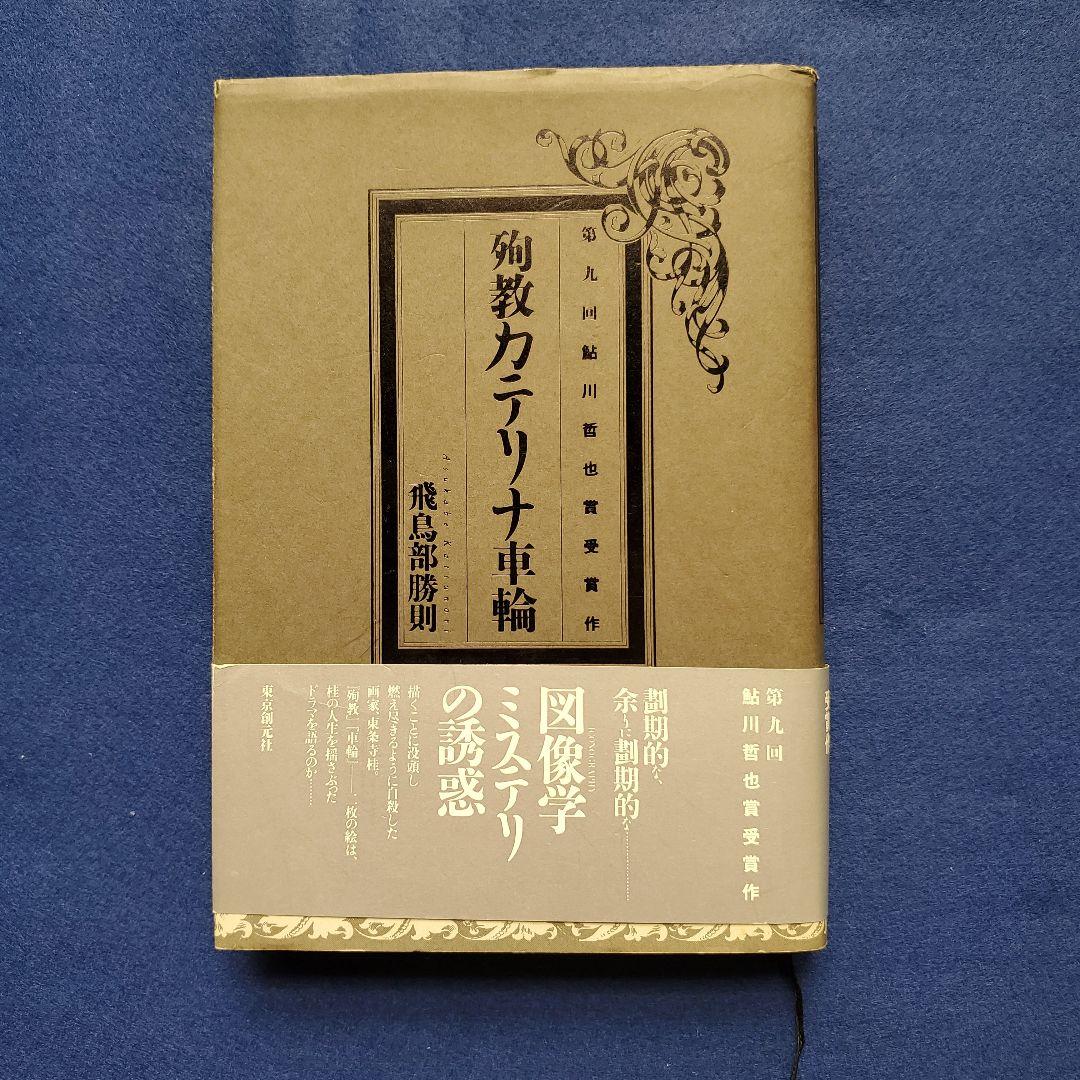 第九回鮎川哲也賞受賞作
殉教カテリナ車輪
Asukabe Katsunori
飛鳥部勝則
第九回
鮎川哲也賞受賞作
劃期的な、
余りに劃期的な…………
図像学
ICONOGRAPHY
ミステリ
の誘惑
描くことに没頭し
燃え尽きるように自殺した
画家、東条寺桂。
『殉教』『車輪』――二枚の絵は、
桂の人生を揺さぶった
ドラマを語るのか……
東京創元社